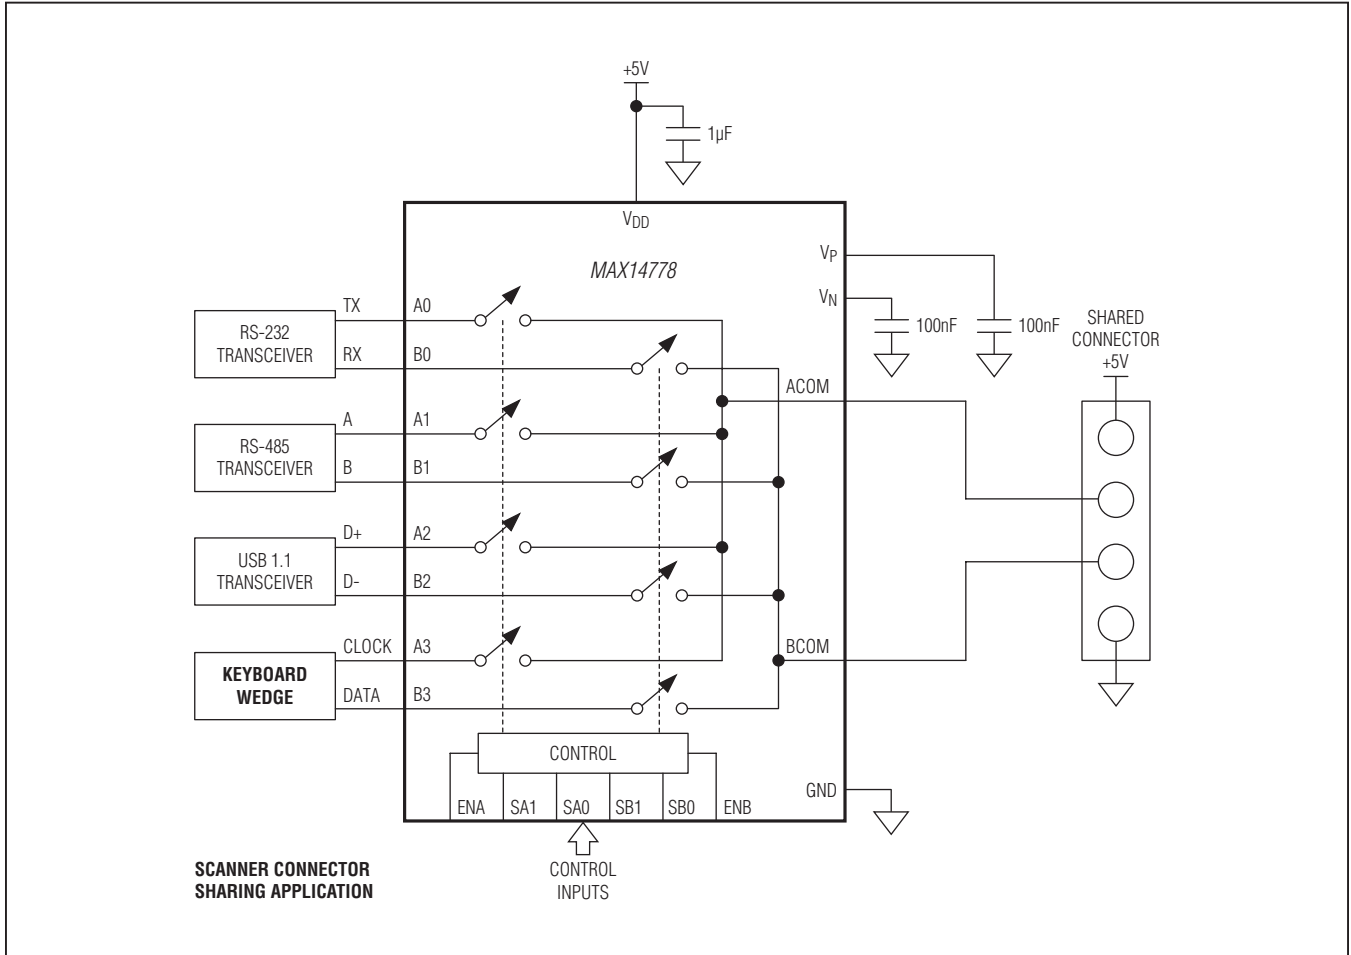 +5V
1µF
VDD
MAX14778
VP
VN
100nF
100nF
SHARED
CONNECTOR
+5V
RS-232
TRANSCEIVER
TX
A0
RX
B0
ACOM
RS-485
TRANSCEIVER
A
A1
B
B1
USB 1.1
TRANSCEIVER
D+
A2
D-
B2
KEYBOARD
WEDGE
CLOCK
A3
DATA
B3
BCOM
CONTROL
GND
ENA
SA1
SA0
SB1
SB0
ENB
CONTROL
INPUTS
SCANNER CONNECTOR
SHARING APPLICATION